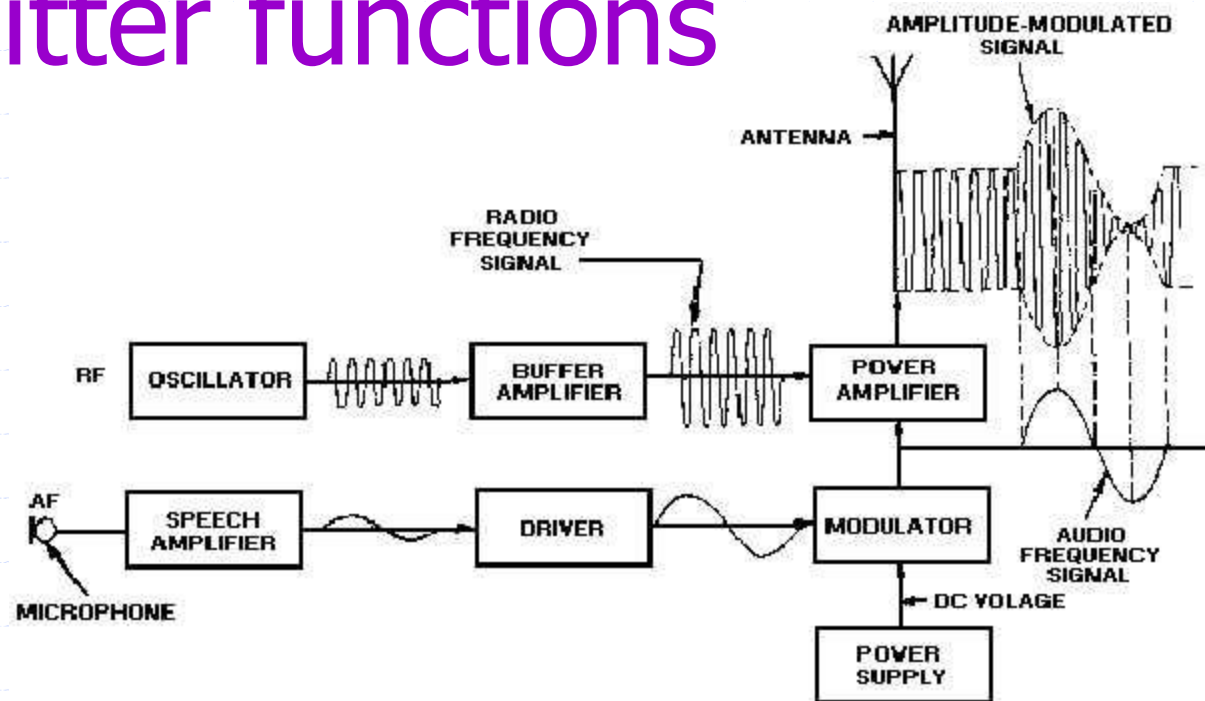 itter functions
AMPLITUDE-MODULATED
SIGNAL
ANTENNA
RADIO
FREQUENCY
SIGNAL
RF
OSCILLATOR
BUFFER
AMPLIFIER
POWER
AMPLIFIER
AF
SPEECH
AMPLIFIER
DRIVER
MODULATOR
AUDIO
FREQUENCY
SIGNAL
MICROPHONE
DC VOLAGE
POWER
SUPPLY